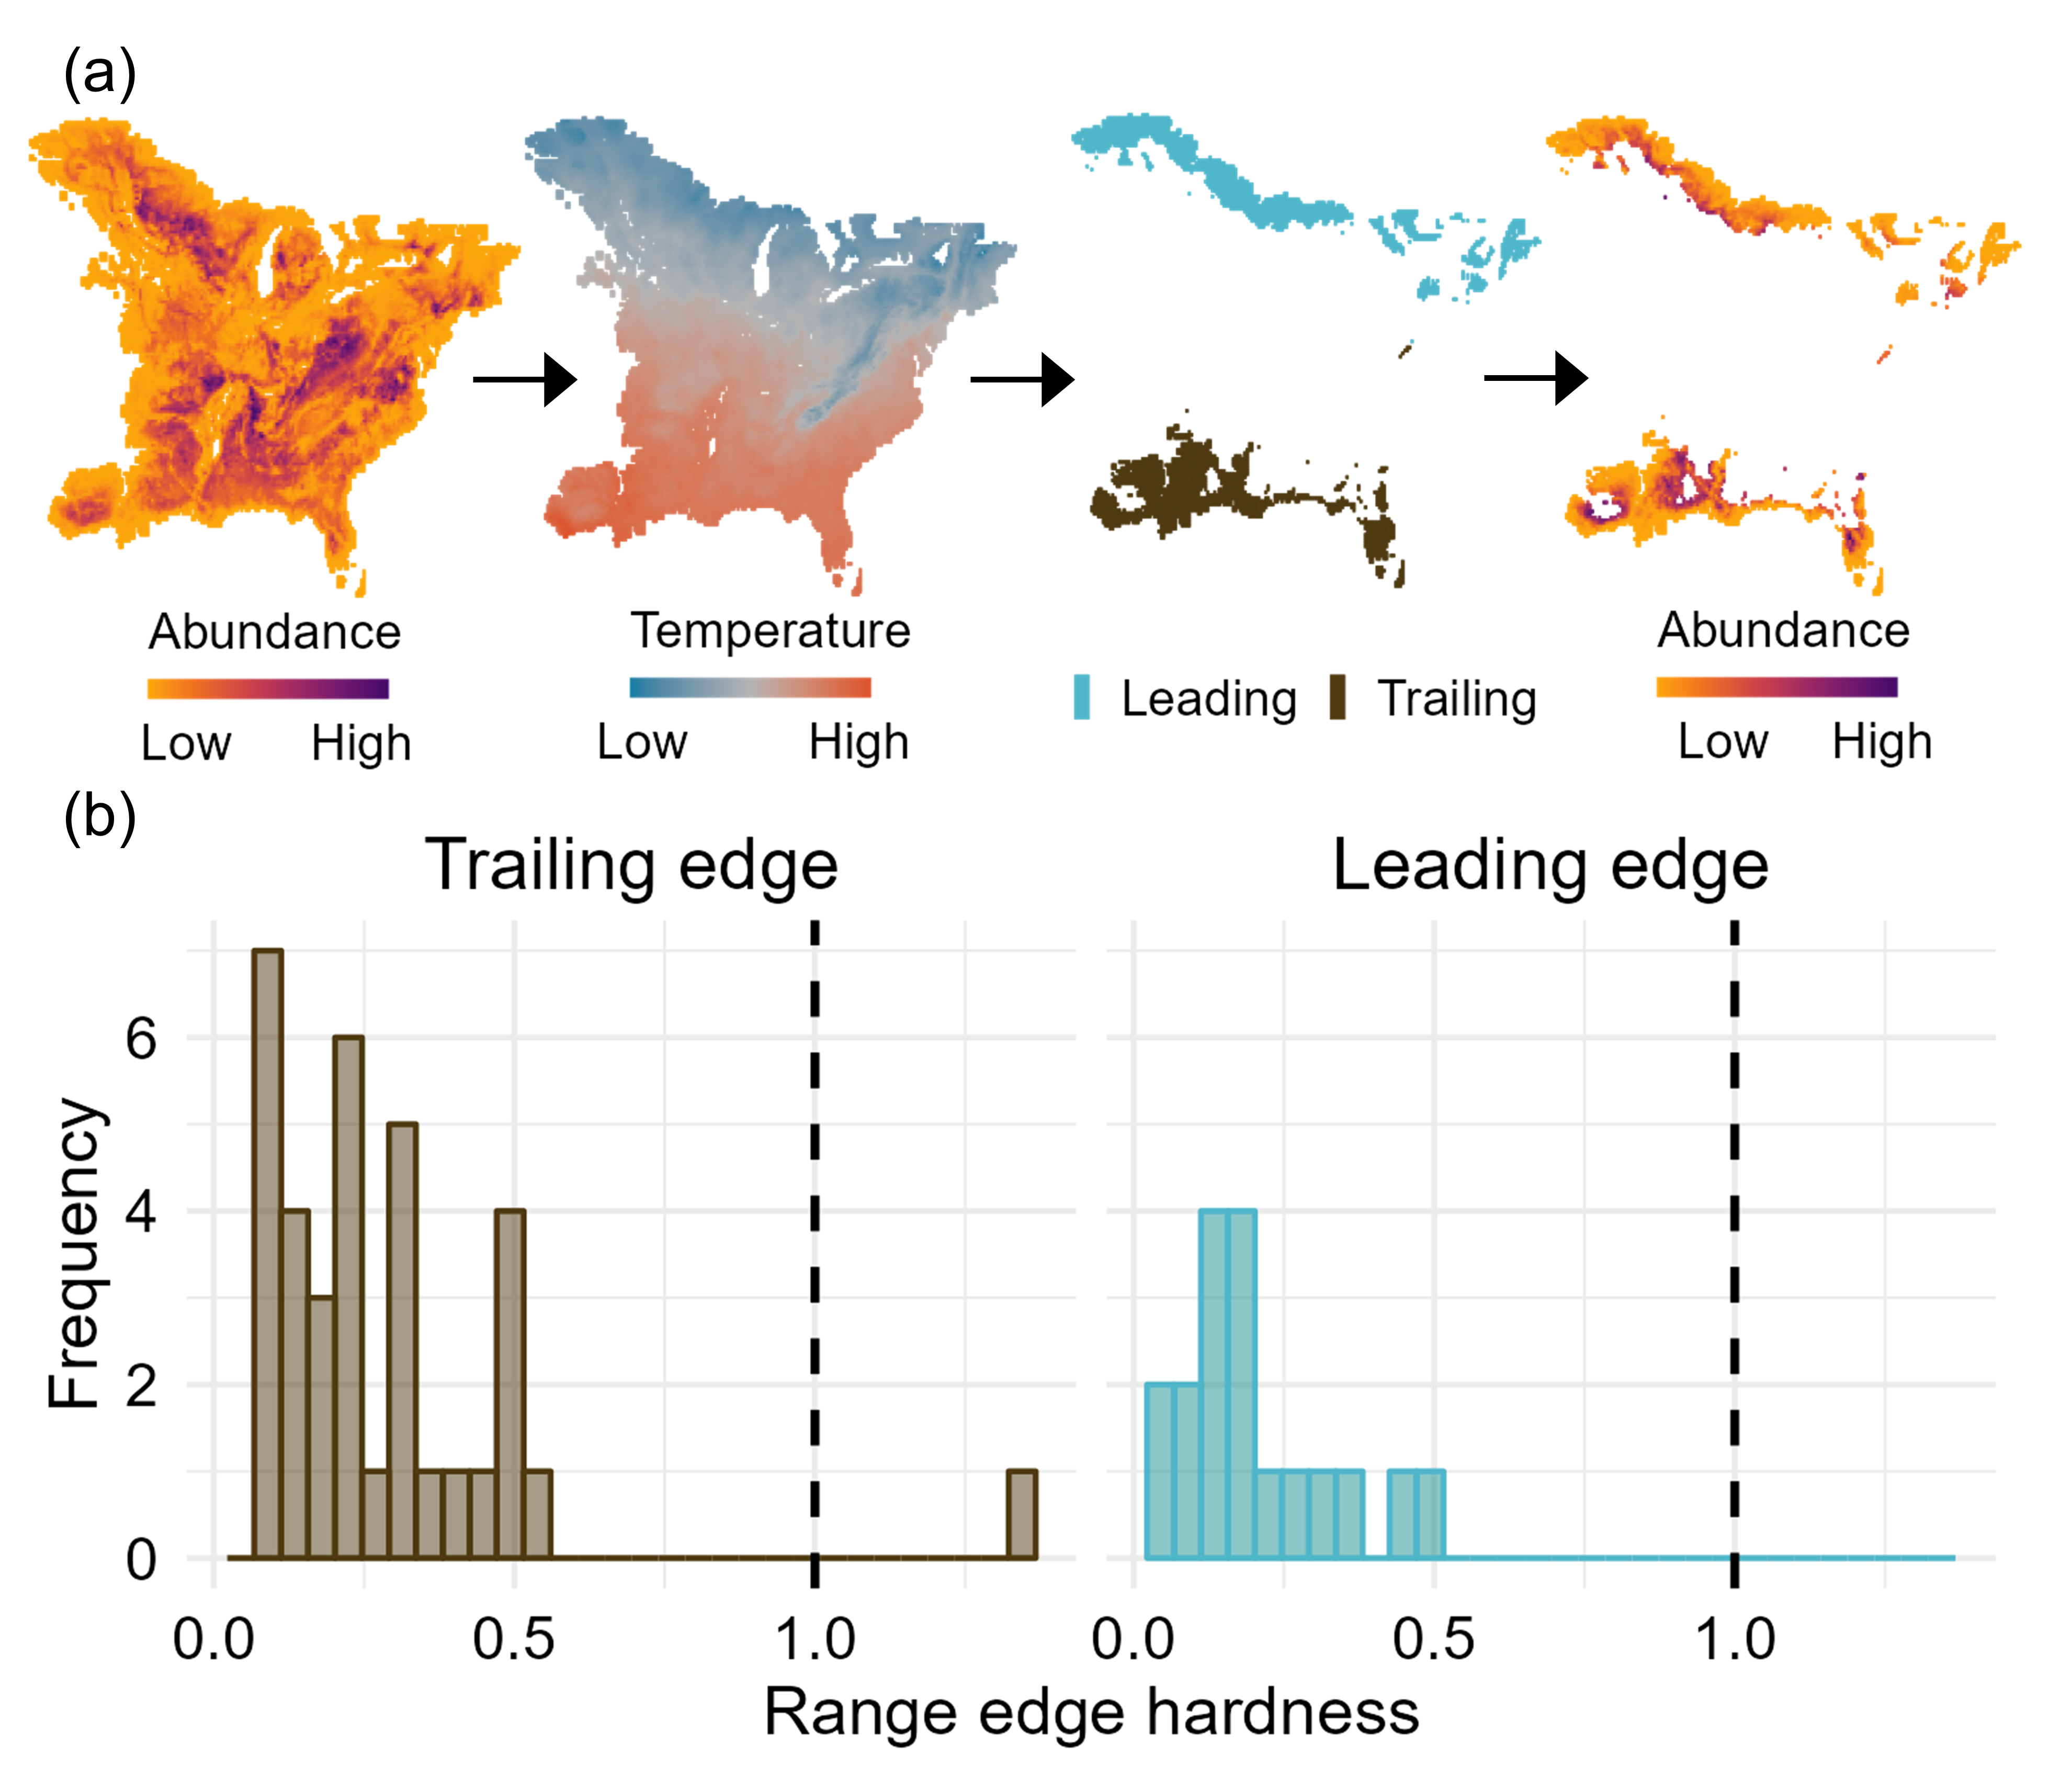 (a)
Abundance
Low High
Temperature
Low High
Leading Trailing
Abundance
Low High
(b)
Trailing edge
Leading edge
Frequency
6
4
2
0
0.0 0.5 1.0
0.0 0.5 1.0
Range edge hardness